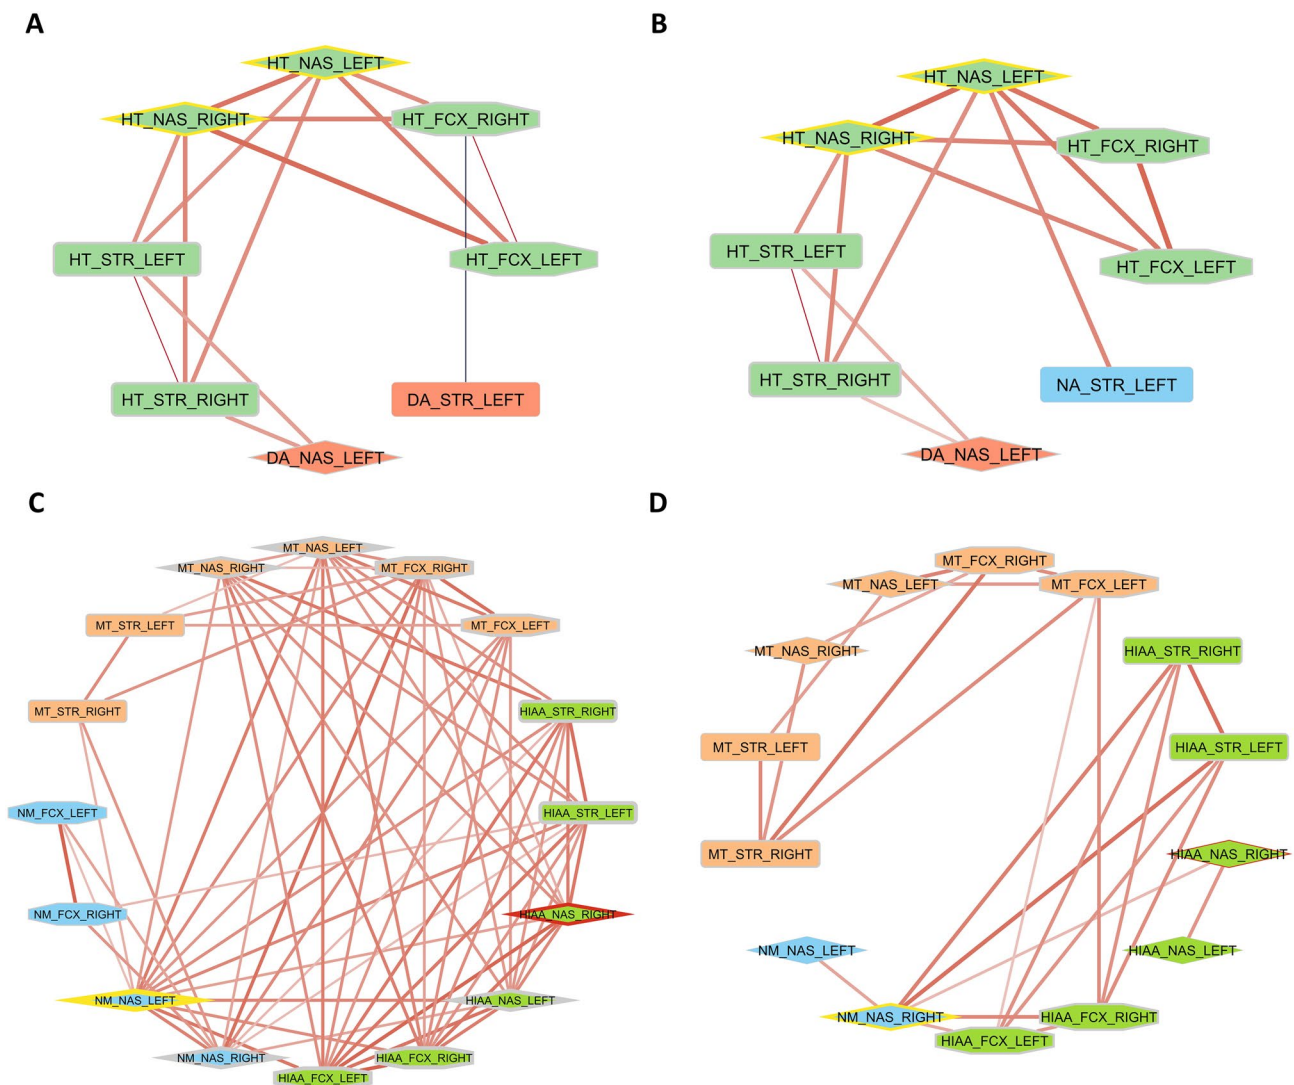 A
HT_NAS_LEFT
HT_NAS_RIGHT
HT_FCX_RIGHT
HT_STR_LEFT
HT_FCX_LEFT
HT_STR_RIGHT
DA_STR_LEFT
DA_NAS_LEFT
B
HT_NAS_LEFT
HT_NAS_RIGHT
HT_FCX_RIGHT
HT_STR_LEFT
HT_FCX_LEFT
HT_STR_RIGHT
NA_STR_LEFT
DA_NAS_LEFT
C
MT_NAS_LEFT
MT_NAS_RIGHT
MT_FCX_RIGHT
MT_STR_LEFT
MT_FCX_LEFT
MT_STR_RIGHT
HIAA_STR_RIGHT
NM_FCX_LEFT
HIAA_STR_LEFT
NM_FCX_RIGHT
HIAA_NAS_RIGHT
NM_NAS_LEFT
HIAA_NAS_LEFT
NM_NAS_RIGHT
HIAA_FCX_RIGHT
HIAA_FCX_LEFT
D
MT_FCX_RIGHT
MT_NAS_LEFT
MT_FCX_LEFT
MT_NAS_RIGHT
HIAA_STR_RIGHT
MT_STR_LEFT
HIAA_STR_LEFT
MT_STR_RIGHT
HIAA_NAS_RIGHT
NM_NAS_LEFT
HIAA_NAS_LEFT
NM_NAS_RIGHT
HIAA_FCX_RIGHT
HIAA_FCX_LEFT